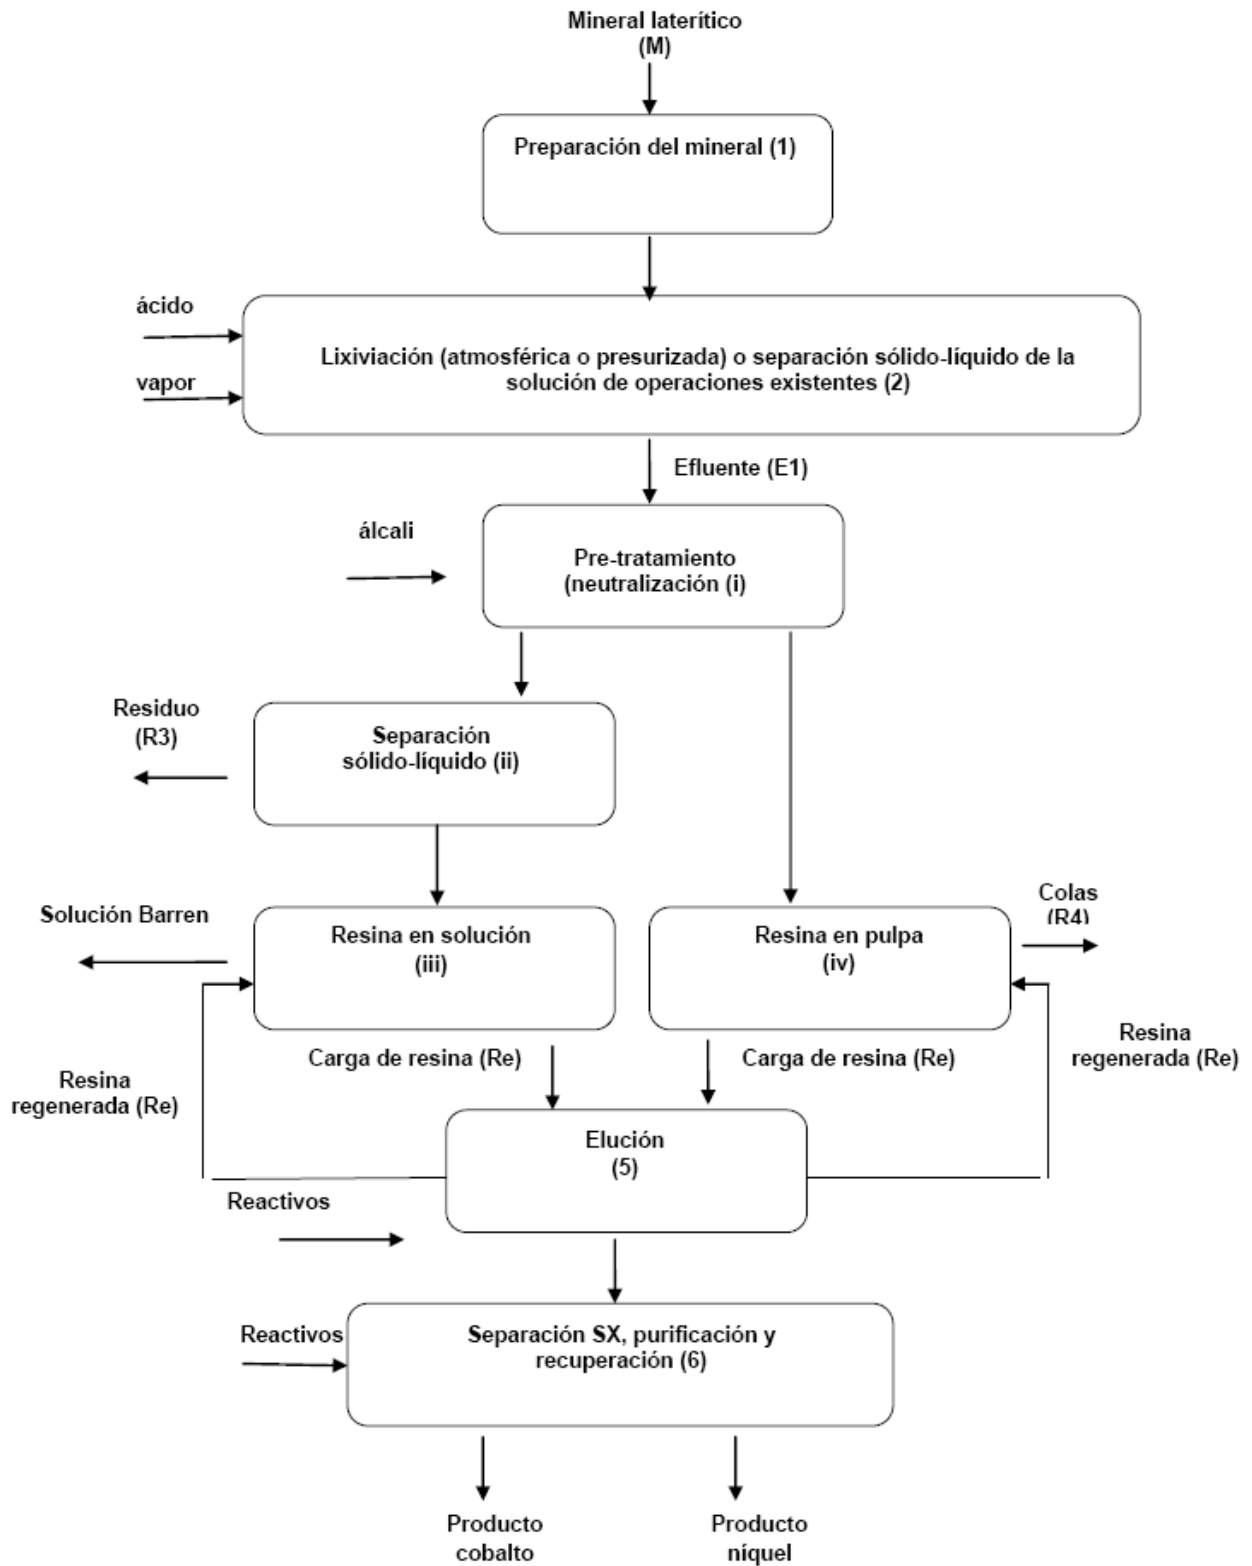 Mineral laterítico
(M)
Preparación del mineral (1)
ácido
vapor
Lixiviación (atmosférica o presurizada) o separación sólido-líquido de la
solución de operaciones existentes (2)
Efluente (E1)
álcali
Pre-tratamiento
(neutralización (i)
Residuo
(R3)
Separación
sólido-líquido (ii)
Solución Barren
Resina en solución
(iii)
Resina en pulpa
(iv)
Colas
(R4)
Carga de resina (Re)
Carga de resina (Re)
Resina
regenerada (Re)
Resina
regenerada (Re)
Elución
(5)
Reactivos
Reactivos
Separación SX, purificación y
recuperación (6)
Producto
cobalto
Producto
níquel